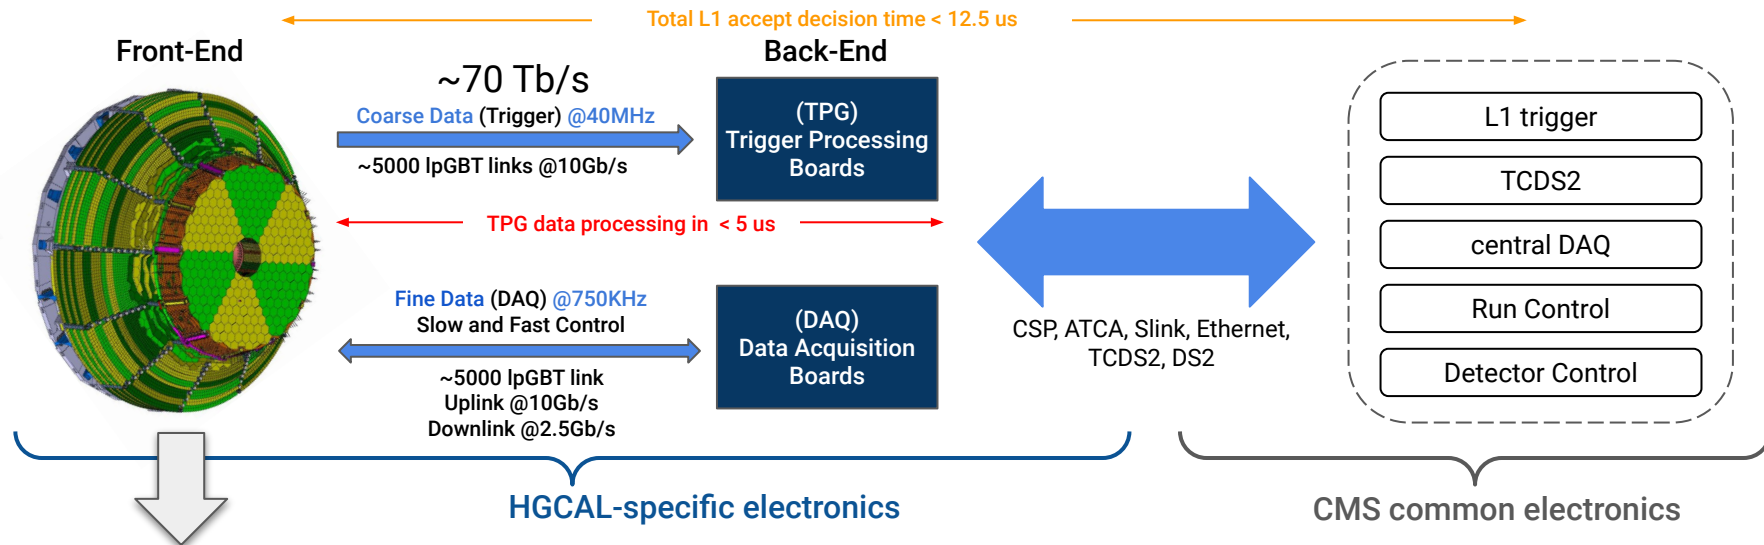 Total L1 accept decision time < 12.5 us
Front-End
Back-End
~70 Tb/s
Coarse Data (Trigger) @40MHz
~5000 lpGBT links @10Gb/s
(TPG)
Trigger Processing
Boards
TPG data processing in < 5 us
Fine Data (DAQ) @750KHz
Slow and Fast Control
~5000 lpGBT link
Uplink @10Gb/s
Downlink @2.5Gb/s
(DAQ)
Data Acquisition
Boards
CSP, ATCA, Slink, Ethernet,
TCDS2, DS2
L1 trigger
TCDS2
central DAQ
Run Control
Detector Control
HGCAL-specific electronics
CMS common electronics